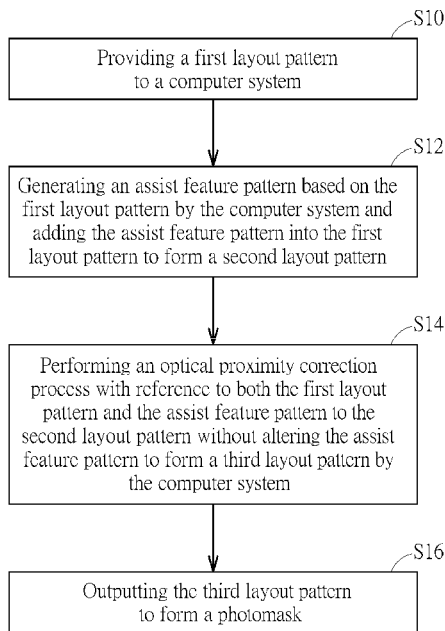 S10
Providing a first layout pattern
to a computer system
S12
Generating an assist feature pattern based on the
first layout pattern by the computer system and
adding the assist feature pattern into the first
layout pattern to form a second layout pattern
S14
Performing an optical proximity correction
process with reference to both the first layout
pattern and the assist feature pattern to the
second layout pattern without altering the assist
feature pattern to form a third layout pattern by
the computer system
S16
Outputting the third layout pattern
to form a photomask